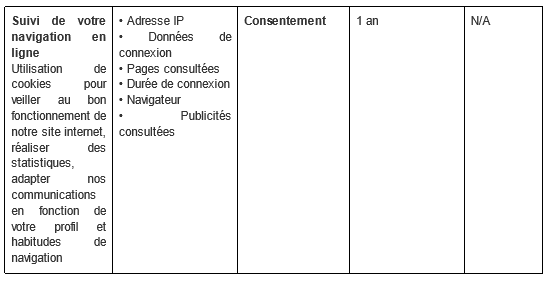 Suivi de votre
navigation en
ligne
Utilisation de
cookies pour
veiller au bon
fonctionnement de
notre site internet,
réaliser des
statistiques,
adapter nos
communications
en fonction de
votre profil et
habitudes de
navigation
• Adresse IP
• Données de
connexion
• Pages consultées
• Durée de connexion
• Navigateur
• Publicités
consultées
Consentement
1 an
N/A